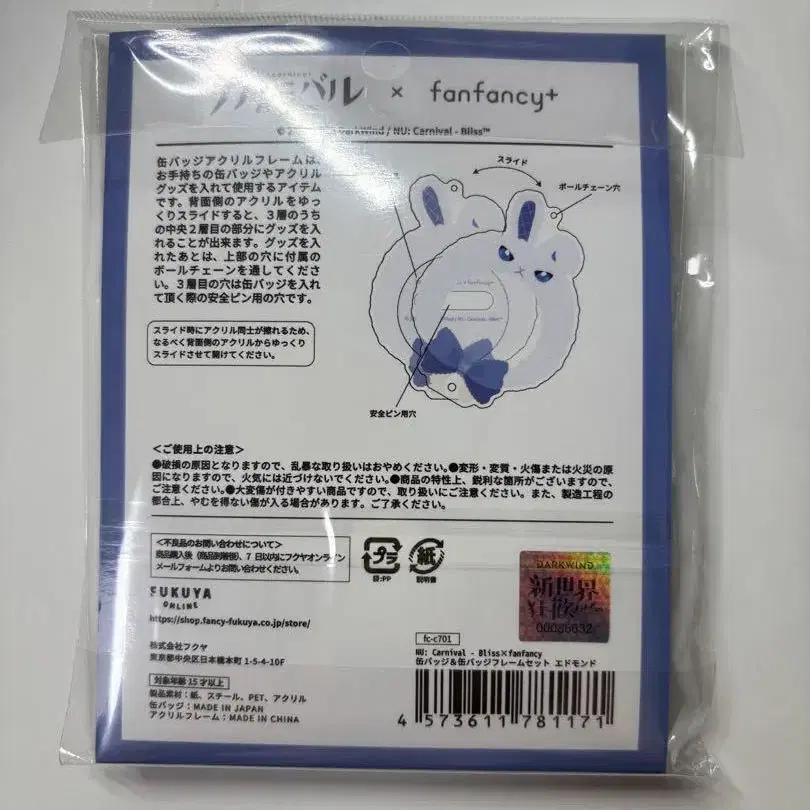 カーニバル × fanfancy+
DarkWind / NU: Carnival - Bliss™
缶バッジアクリルフレームは、
お手持ちの缶バッジやアクリル
グッズを入れて使用するアイテム
です。背面側のアクリルをゆっ
くりスライドすると、3層のうち
の中央2層目の部分にグッズを入
れることが出来ます。グッズを入
れたあとは、上部の穴に付属の
ボールチェーンを通してくださ
い。3層目の穴は缶バッジを入れ
て頂く際の安全ピン用の穴です。
スライド時にアクリル同士が擦れるため、
なるべく背面側のアクリルからゆっくり
スライドさせて開けてください。
スライド
ボールチェーン穴
× fanfancy+
安全ピン用穴
<ご使用上の注意>
●破損の原因となりますので、乱暴な取り扱いはおやめください。●変形・変質・火傷または火災の原
因になりますので、火気には近づけないでください。●商品の特性上、鋭利な箇所がございますので、
ご注意ください。●大変傷が付きやすい商品ですので、取り扱いにご注意ください。また、製造工程の
都合上、やむを得ない傷が入る場合があります。ご了承ください。
<不良品のお問い合わせについて>
商品購入後(商品到着後)、7日以内にフクヤオンライン
メールフォームよりお問い合わせください。
プラ
袋:PP
紙
説明書
FUKUYA
ONLINE
https://shop.fancy-fukuya.co.jp/store/
株式会社フクヤ
東京都中央区日本橋本町 1-5-4-10F
対象年齢 15 才以上
製品素材:紙、スチール、PET、アクリル
缶バッジ:MADE IN JAPAN
アクリルフレーム:MADE IN CHINA
DARKWIND
新世界
狂歡
00086632
fc-c701
NU: Carnival - Bliss×fanfancy
缶バッジ&缶バッジフレームセット エドモンド
4 573611 781171